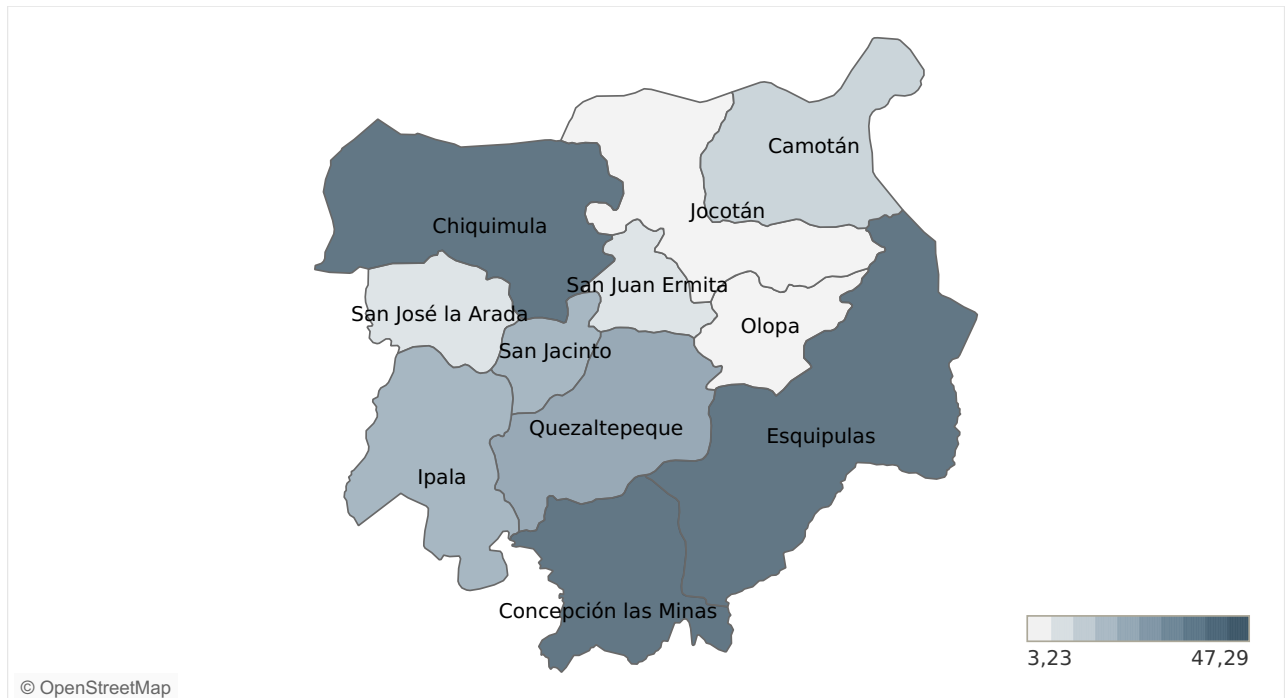 Camotán
Jocotán
Chiquimula
San Juan Ermita
San José la Arada
Olopa
San Jacinto
Quezaltepeque
Esquipulas
Ipala
Concepción las Minas
3,23
47,29
© OpenStreetMap